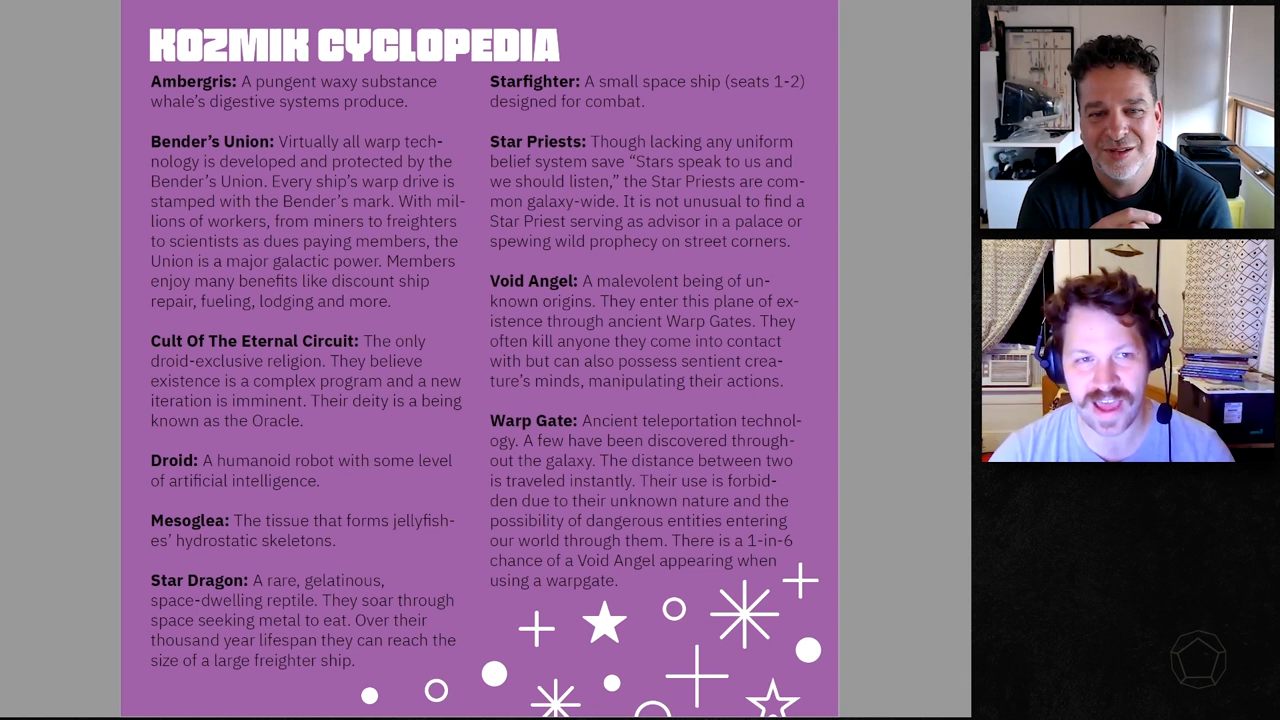 KOZMIK CYCLOPEDIA
Ambergris: A pungent waxy substance
whale's digestive systems produce.
Bender's Union: Virtually all warp tech-
nology is developed and protected by the
Bender's Union. Every ship's warp drive is
stamped with the Bender's mark. With mil-
lions of workers, from miners to freighters
to scientists as dues paying members, the
Union is a major galactic power. Members
enjoy many benefits like discount ship
repair, fueling, lodging and more.
Cult Of The Eternal Circuit: The only
droid-exclusive religion. They believe
existence is a complex program and a new
iteration is imminent. Their deity is a being
known as the Oracle.
Droid: A humanoid robot with some level
of artificial intelligence.
Mesoglea: The tissue that forms jellyfish-
es' hydrostatic skeletons.
Star Dragon: A rare, gelatinous,
space-dwelling reptile. They soar through
space seeking metal to eat. Over their
thousand year lifespan they can reach the
size of a large freighter ship.
Starfighter: A small space ship (seats 1-2)
designed for combat.
Star Priests: Though lacking any uniform
belief system save “Stars speak to us and
we should listen,” the Star Priests are com-
mon galaxy-wide. It is not unusual to find a
Star Priest serving as advisor in a palace or
spewing wild prophecy on street corners.
Void Angel: A malevolent being of un-
known origins. They enter this plane of ex-
istence through ancient Warp Gates. They
often kill anyone they come into contact
with but can also possess sentient crea-
ture's minds, manipulating their actions.
Warp Gate: Ancient teleportation technol-
ogy. A few have been discovered through-
out the galaxy. The distance between two
is traveled instantly. Their use is forbid-
den due to their unknown nature and the
possibility of dangerous entities entering
our world through them. There is a 1-in-6
chance of a Void Angel appearing when
using a warpgate.